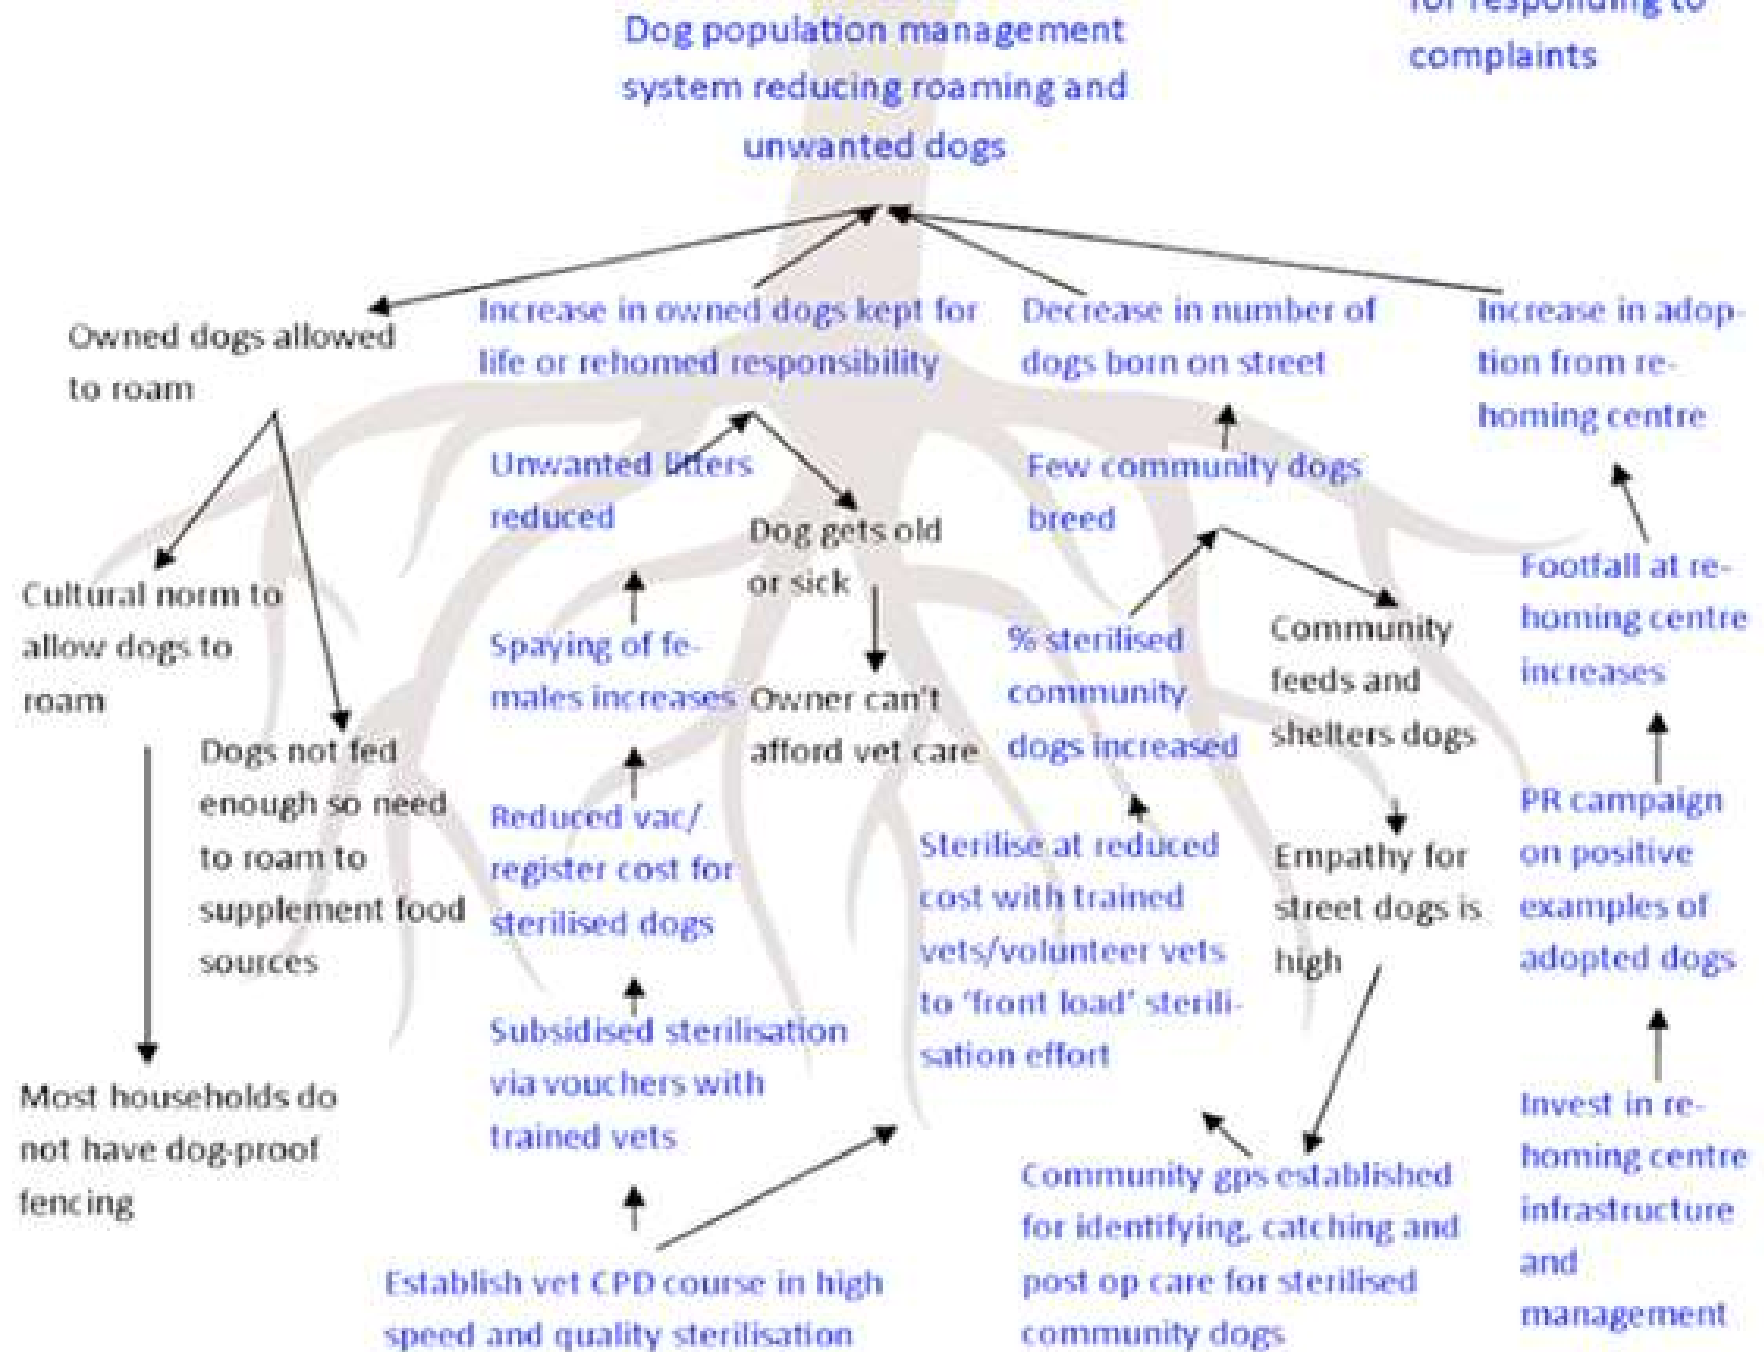 for responding to
complaints
Dog population management
system reducing roaming and
unwanted dogs
Owned dogs allowed
to roam
Increase in owned dogs kept for
life or rehomed responsibility
Decrease in number of
dogs born on street
Increase in adop-
tion from re-
homing centre
Unwanted litters
reduced
Dog gets old
or sick
Few community dogs
breed
Cultural norm to
allow dogs to
roam
Spaying of fe-
males increases
Owner can't
afford vet care
% sterilised
community
dogs increased
Community
feeds and
shelters dogs
Footfall at re-
homing centre
increases
Dogs not fed
enough so need
to roam to
supplement food
sources
Reduced vac/
register cost for
sterilised dogs
Sterilise at reduced
cost with trained
vets/volunteer vets
to 'front load' sterili-
sation effort
Empathy for
street dogs is
high
PR campaign
on positive
examples of
adopted dogs
Most households do
not have dog-proof
fencing
Subsidised sterilisation
via vouchers with
trained vets
Establish vet CPD course in high
speed and quality sterilisation
Community gps established
for identifying, catching and
post op care for sterilised
community dogs
Invest in re-
homing centre
infrastructure
and
management